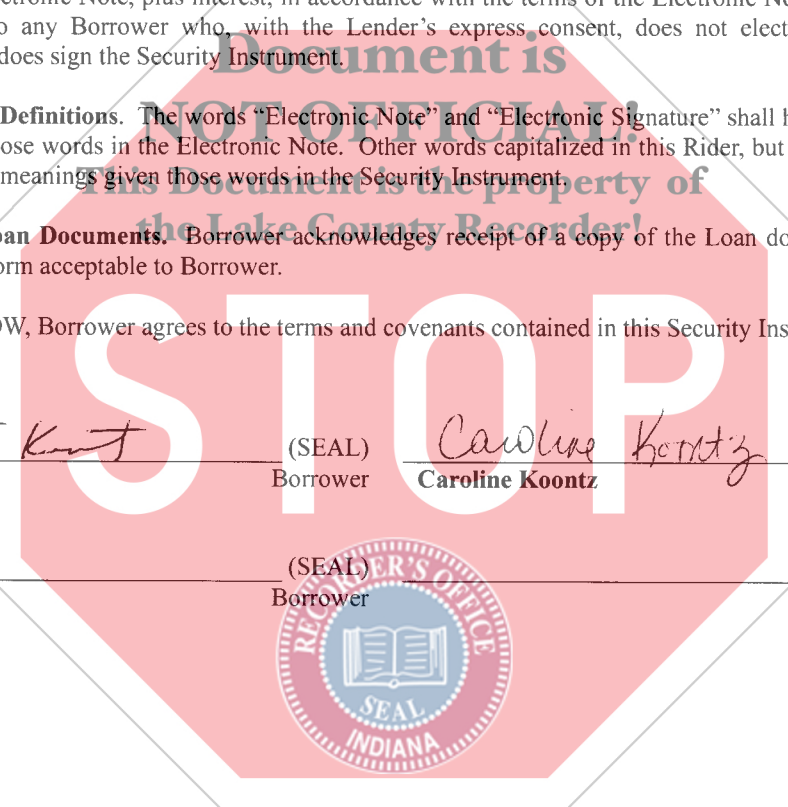 ctronic Note, plus interest, in accordance with the terms of the Electronic No
o any Borrower who, with the Lender’s express consent, does not elect
does sign the Security Instrument.
Document is
NOT OFFICIAL!
This Document is the property of
the Lake County Recorder!
Definitions. The words “Electronic Note” and “Electronic Signature” shall h
ose words in the Electronic Note. Other words capitalized in this Rider, but
meanings given those words in the Security Instrument.
oan Documents. Borrower acknowledges receipt of a copy of the Loan do
orm acceptable to Borrower.
OW, Borrower agrees to the terms and covenants contained in this Security Ins
STOP
(SEAL)
Caroline Koontz
Borrower
Caroline Koontz
(SEAL)
Borrower
RECORDER'S OFFICE
SEAL
INDIANA